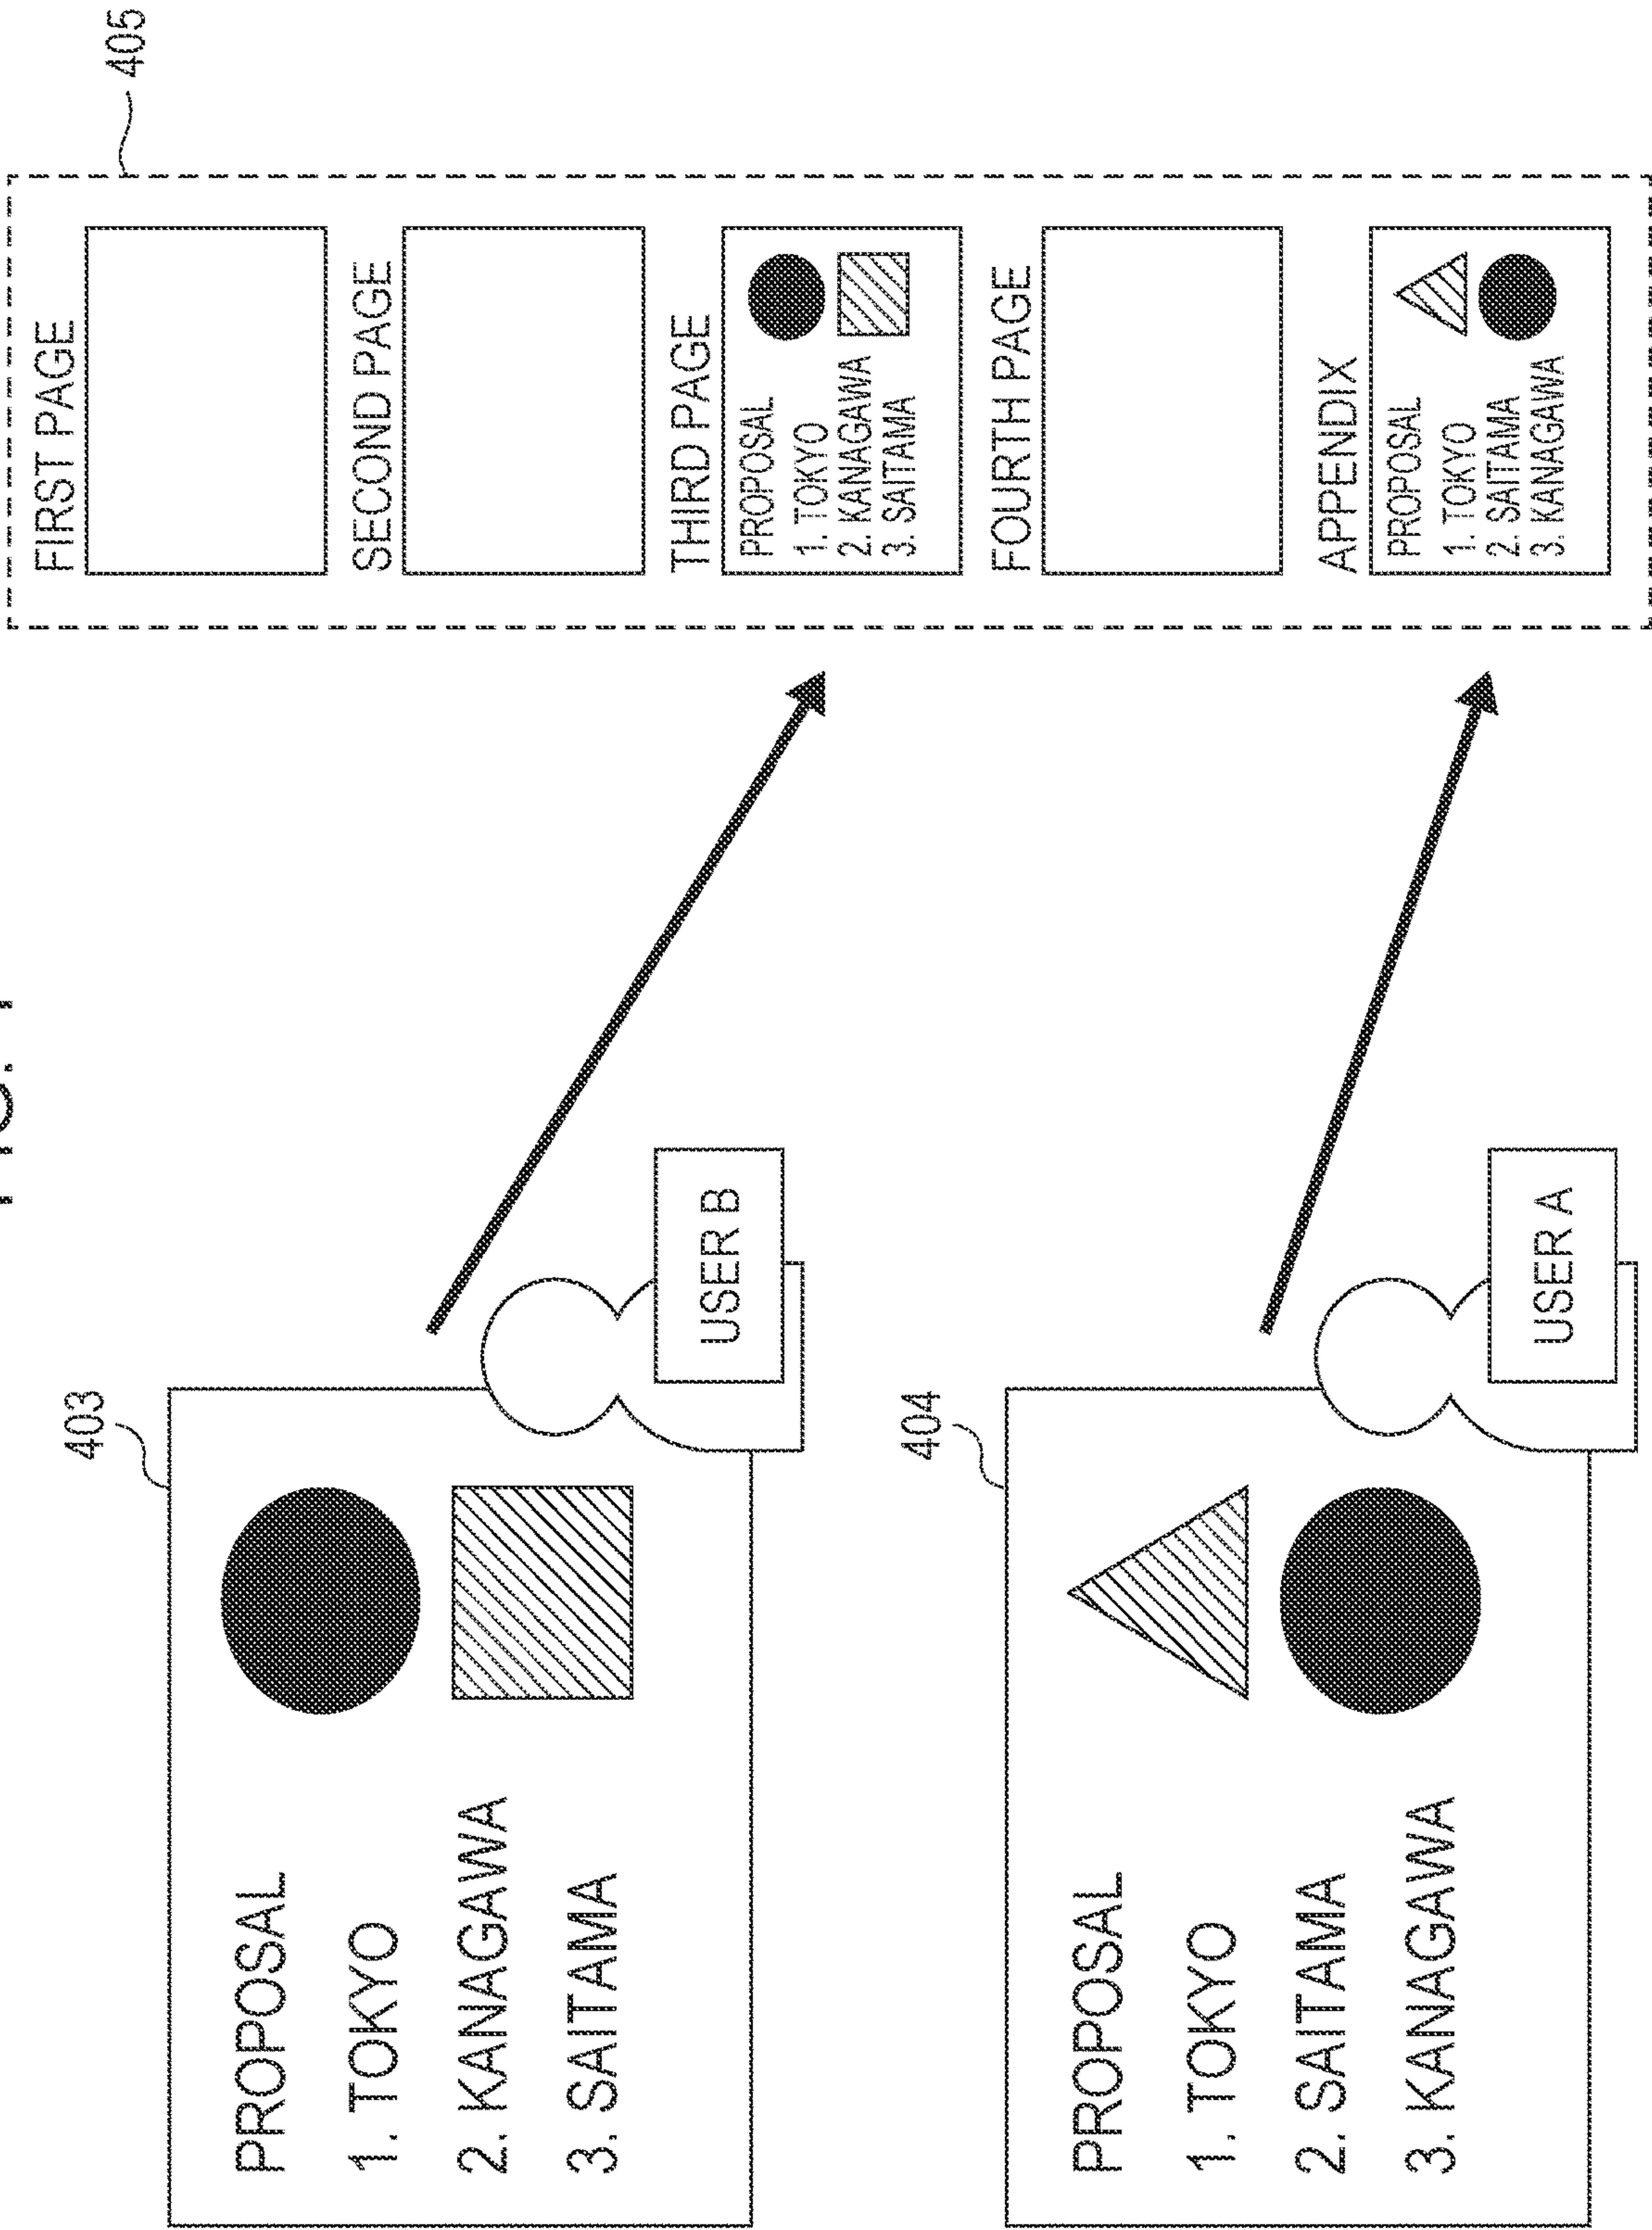 403
PROPOSAL
1. TOKYO
2. KANAGAWA
3. SAITAMA
USER B
404
PROPOSAL
1. TOKYO
2. SAITAMA
3. KANAGAWA
USER A
405
FIRST PAGE
SECOND PAGE
THIRD PAGE
PROPOSAL
1. TOKYO
2. KANAGAWA
3. SAITAMA
FOURTH PAGE
APPENDIX
PROPOSAL
1. TOKYO
2. SAITAMA
3. KANAGAWA